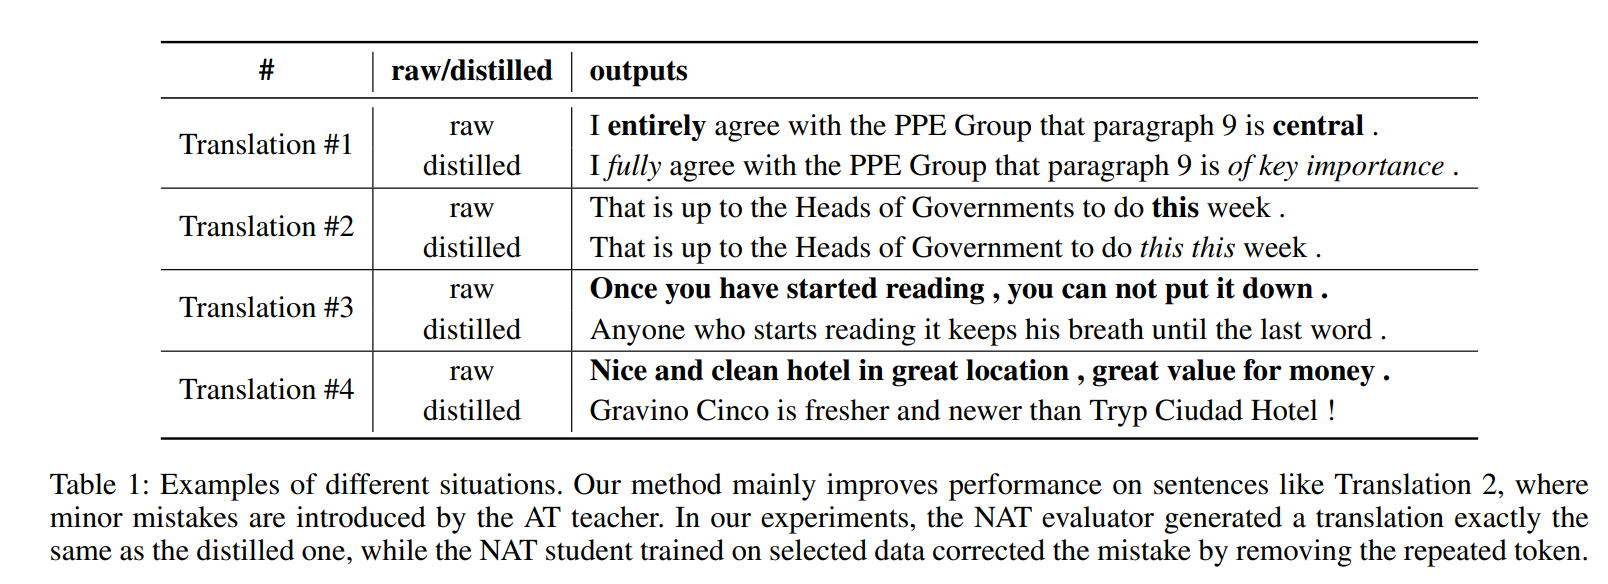 # raw/distilled outputs
Translation #1
raw I entirely agree with the PPE Group that paragraph 9 is central .
distilled I fully agree with the PPE Group that paragraph 9 is of key importance .
Translation #2
raw That is up to the Heads of Governments to do this week .
distilled That is up to the Heads of Government to do this this week .
Translation #3
raw Once you have started reading , you can not put it down .
distilled Anyone who starts reading it keeps his breath until the last word .
Translation #4
raw Nice and clean hotel in great location , great value for money .
distilled Gravino Cinco is fresher and newer than Tryp Ciudad Hotel !
Table 1: Examples of different situations. Our method mainly improves performance on sentences like Translation 2, where
minor mistakes are introduced by the AT teacher. In our experiments, the NAT evaluator generated a translation exactly the
same as the distilled one, while the NAT student trained on selected data corrected the mistake by removing the repeated token.